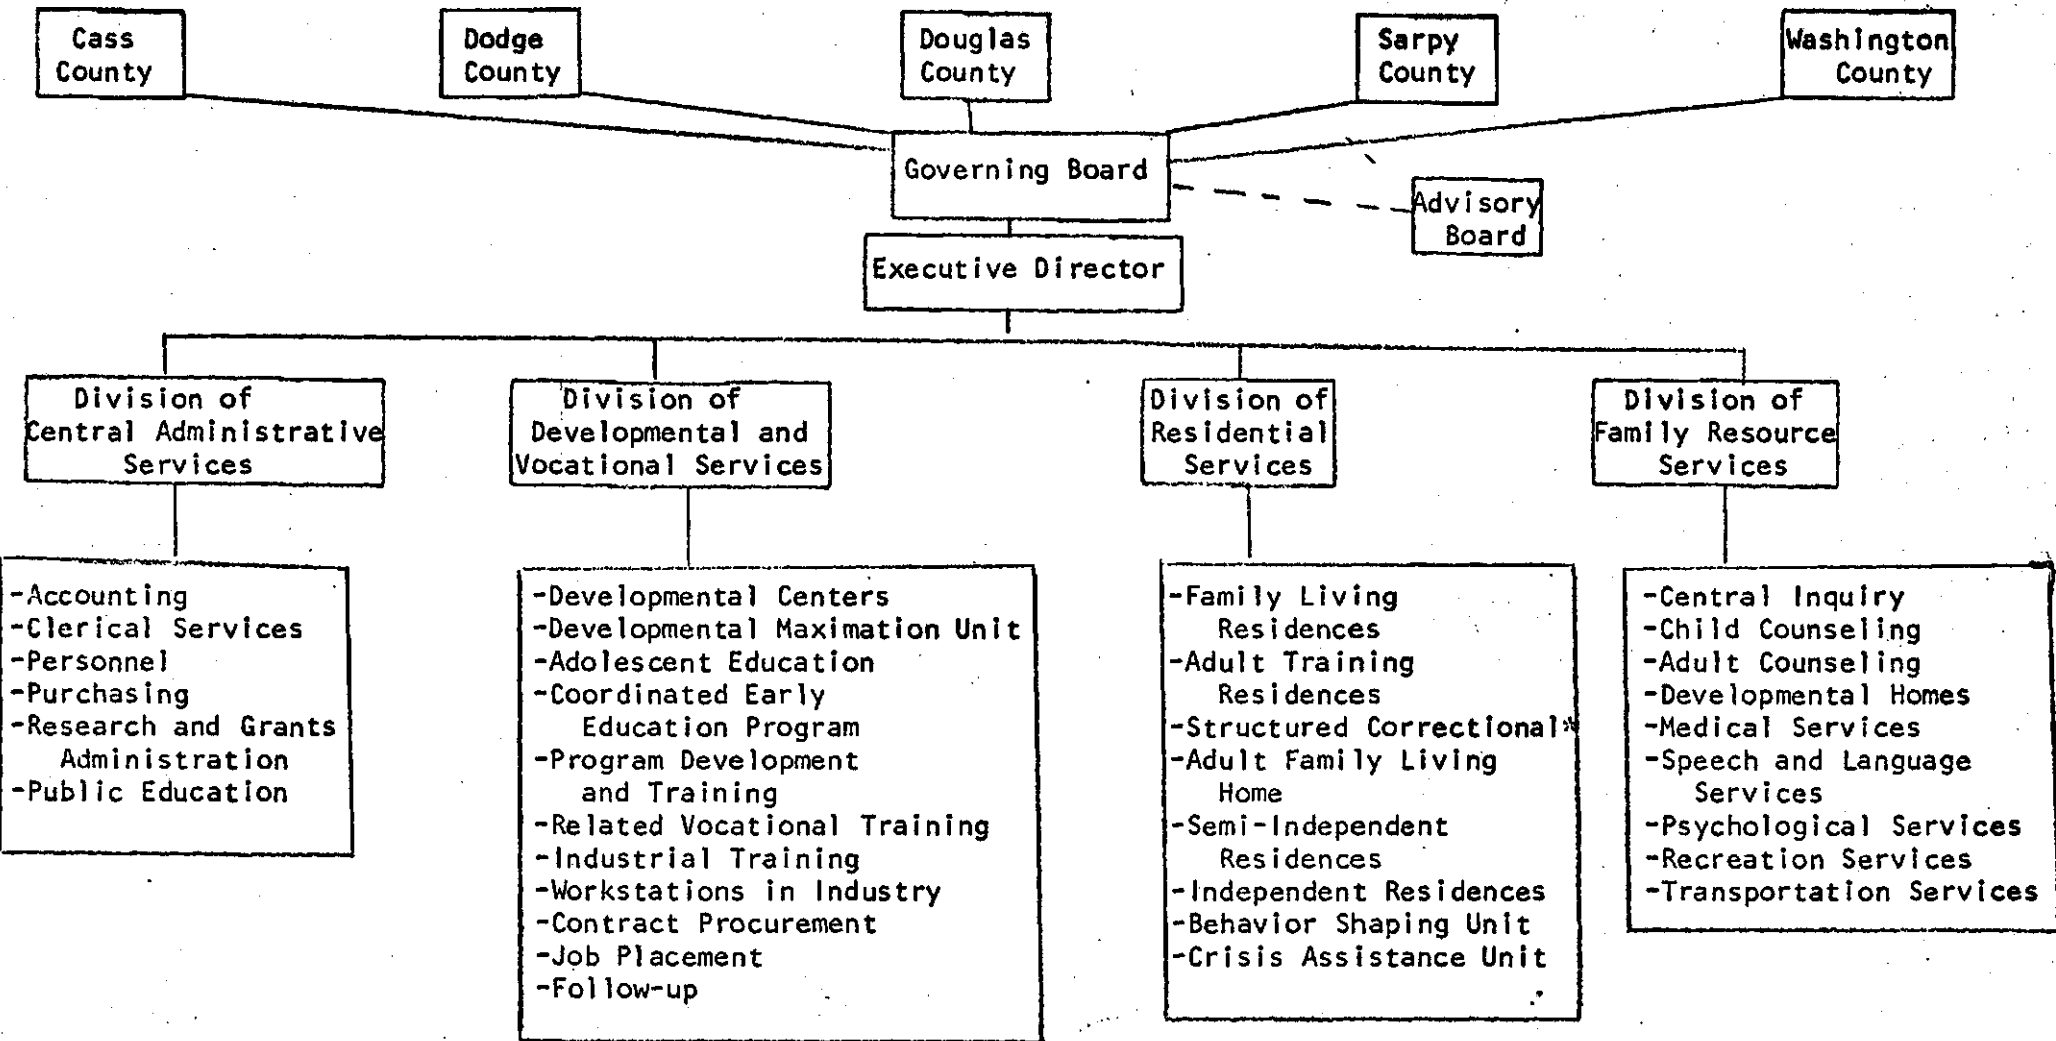 Cass
County
Dodge
County
Douglas
County
Sarpy
County
Washington
County
Governing Board
Advisory
Board
Executive Director
Division of
Central Administrative
Services
Division of
Developmental and
Vocational Services
Division of
Residential
Services
Division of
Family Resource
Services
-Accounting
-Clerical Services
-Personnel
-Purchasing
-Research and Grants
Administration
-Public Education
-Developmental Centers
-Developmental Maximation Unit
-Adolescent Education
-Coordinated Early
Education Program
-Program Development
and Training
-Related Vocational Training
-Industrial Training
-Workstations in Industry
-Contract Procurement
-Job Placement
-Follow-up
-Family Living
Residences
-Adult Training
Residences
-Structured Correctional*
-Adult Family Living
Home
-Semi-Independent
Residences
-Independent Residences
-Behavior Shaping Unit
-Crisis Assistance Unit
-Central Inquiry
-Child Counseling
-Adult Counseling
-Developmental Homes
-Medical Services
-Speech and Language
Services
-Psychological Services
-Recreation Services
-Transportation Services